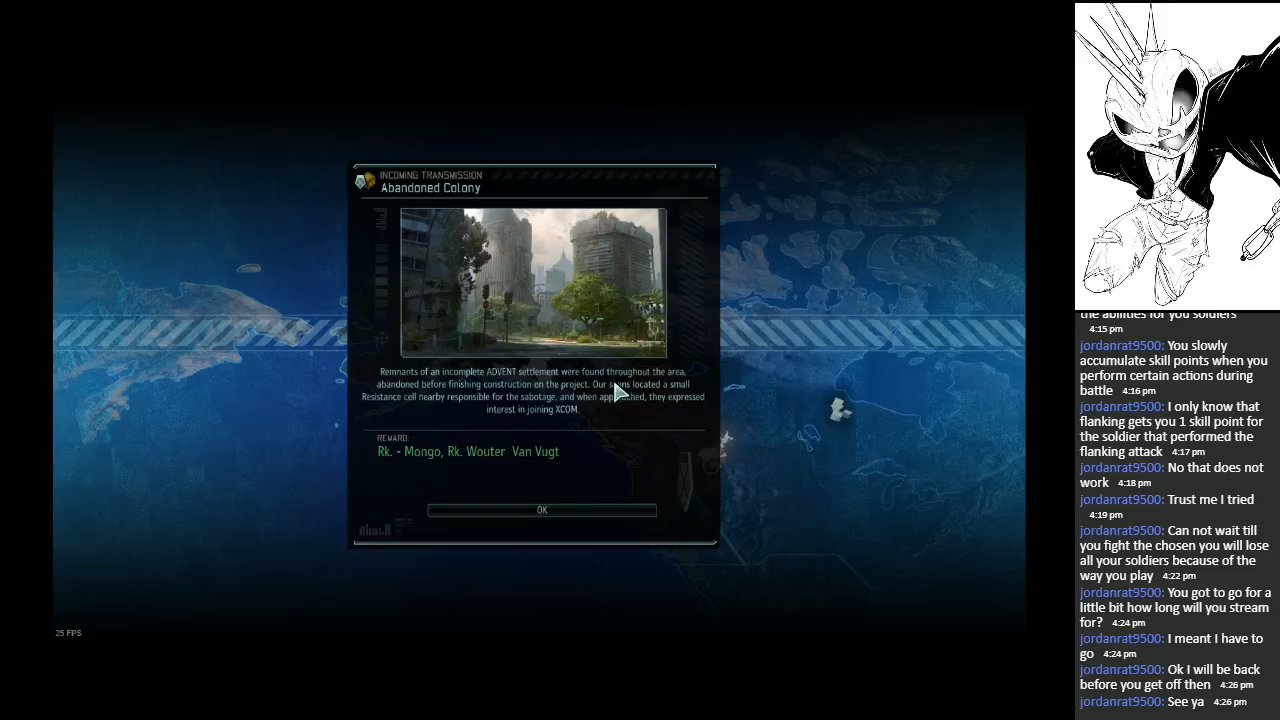 INCOMING TRANSMISSION
Abandoned Colony
Remnants of an incomplete ADVENT settlement were found throughout the area,
abandoned before finishing construction on the project. Our scans located a small
Resistance cell nearby responsible for the sabotage, and when approached, they expressed
interest in joining XCOM.
REWARD:
Rk. - Mongo, Rk. Wouter Van Vugt
OK
25 FPS
the abilities for you soldiers
4:15 pm
jordanrat9500: You slowly
accumulate skill points when you
perform certain actions during
battle 4:16 pm
jordanrat9500: I only know that
flanking gets you 1 skill point for
the soldier that performed the
flanking attack 4:17 pm
jordanrat9500: No that does not
work 4:18 pm
jordanrat9500: Trust me I tried
4:19 pm
jordanrat9500: Can not wait till
you fight the chosen you will lose
all your soldiers because of the
way you play 4:22 pm
jordanrat9500: You got to go for a
little bit how long will you stream
for? 4:24 pm
jordanrat9500: I meant I have to
go 4:24 pm
jordanrat9500: Ok I will be back
before you get off then 4:26 pm
jordanrat9500: See ya 4:26 pm